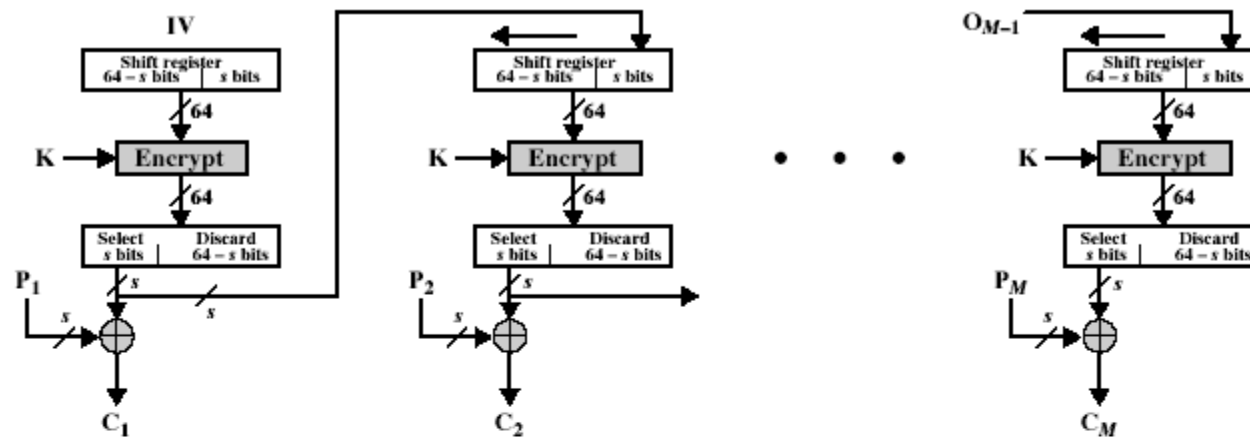 IV
Shift register
64 – s bits | s bits
64
K
Encrypt
64
Select Discard
s bits | 64 – s bits
P1
s
s
s
C1
Shift register
64 – s bits | s bits
64
K
Encrypt
64
Select Discard
s bits | 64 – s bits
P2
s
s
C2
• • •
OM–1
Shift register
64 – s bits | s bits
64
K
Encrypt
64
Select Discard
s bits | 64 – s bits
PM
s
s
CM